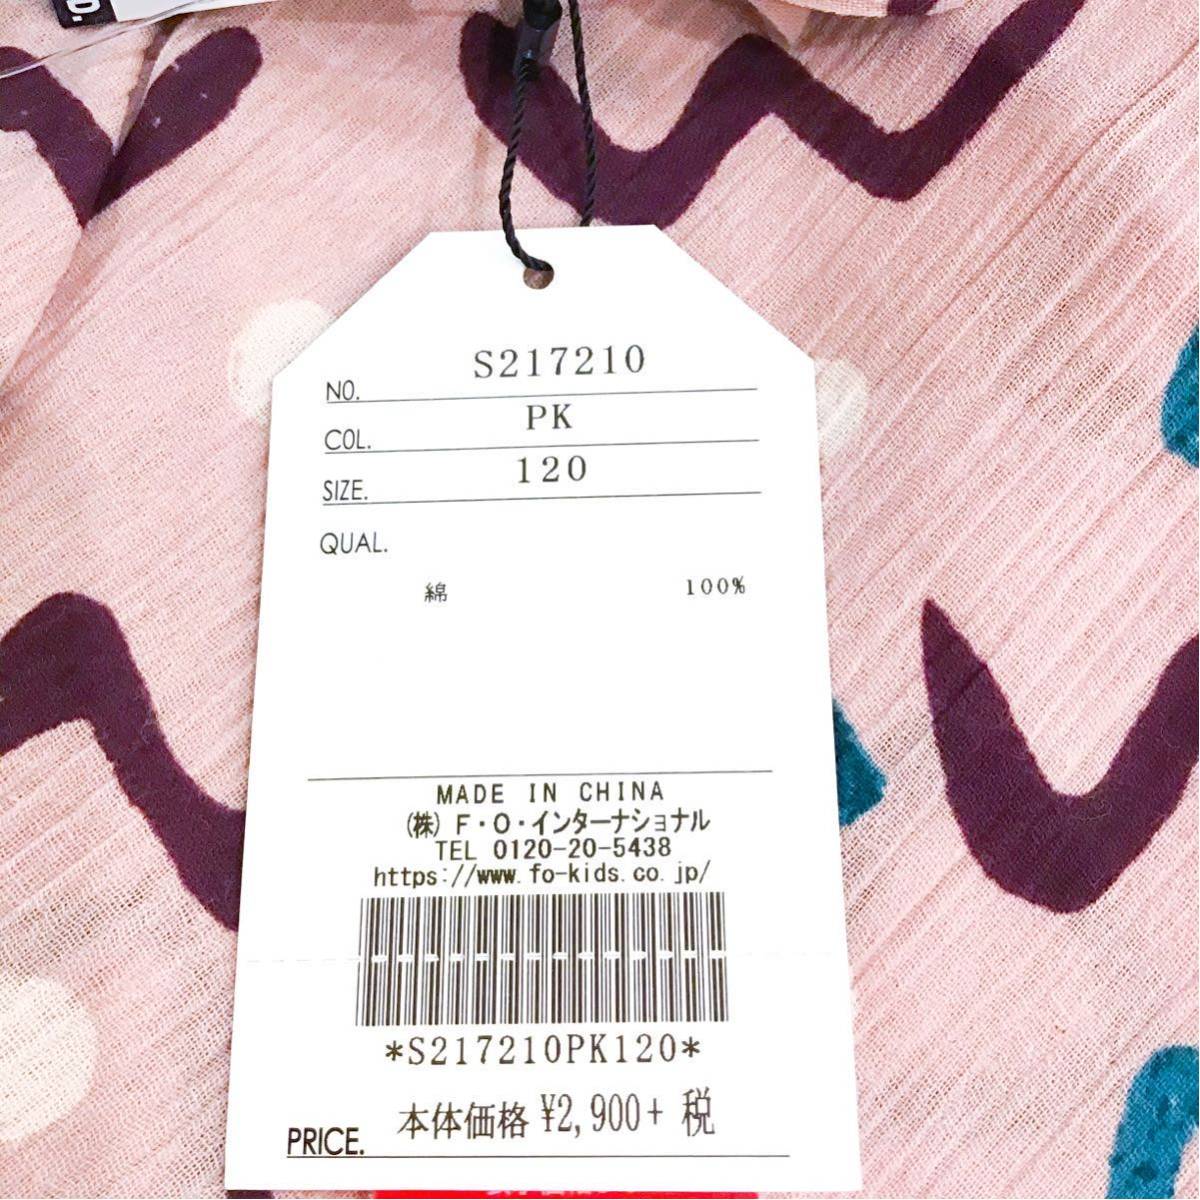 D.
NO. S217210
COL. PK
SIZE. 120
QUAL.
綿 100%
MADE IN CHINA
(株) F・O・インターナショナル
TEL 0120-20-5438
https://www.fo-kids.co.jp/
*S217210PK120*
PRICE. 本体価格 ¥2,900+ 税